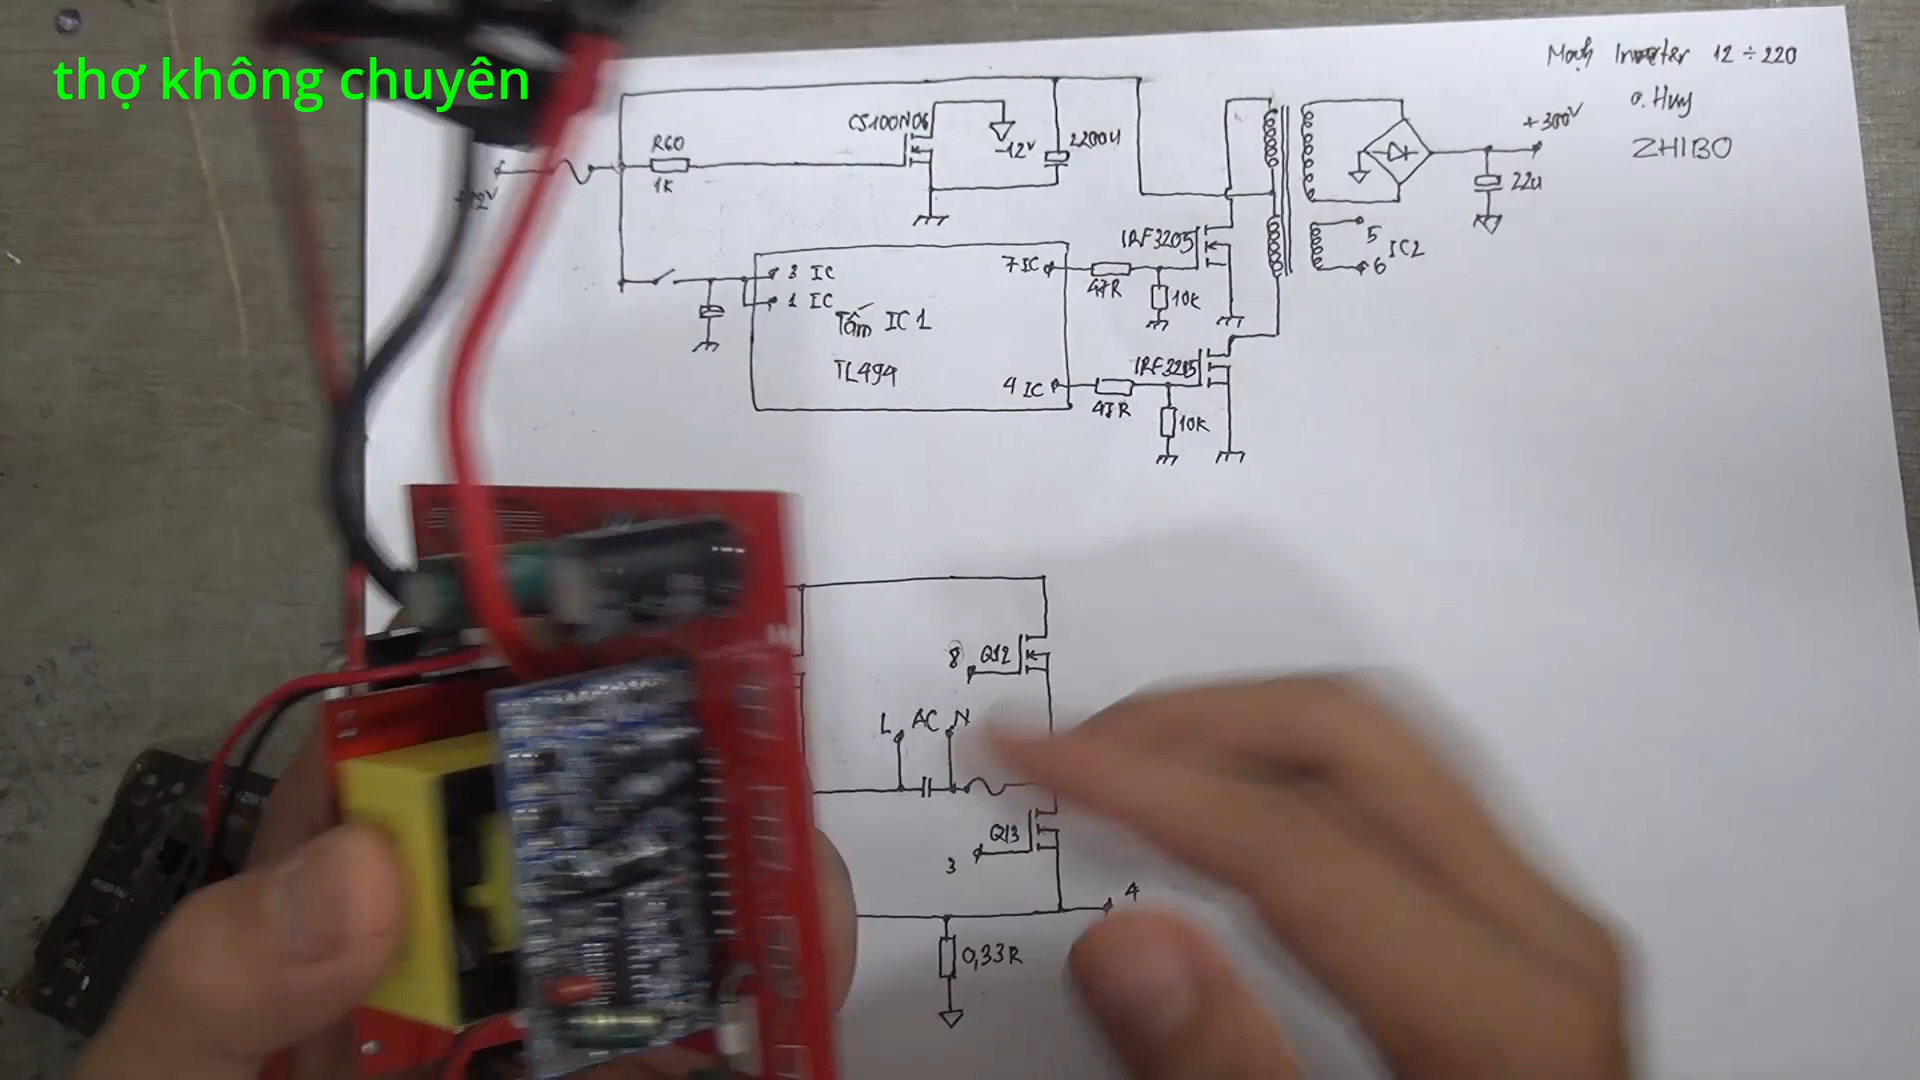 thợ không chuyên
Mạch Inverter 12 ÷ 220
a. Huy
ZHIBO
CS100N06
R60
1K
-12V
2200U
+300V
22U
IRF3205
5
6
IC2
3 IC
1 IC
Tấm IC 1
TL494
7 IC
47R
10K
IRF3205
4 IC
47R
10K
8
Q12
L AC N
Q13
3
4
0,33R